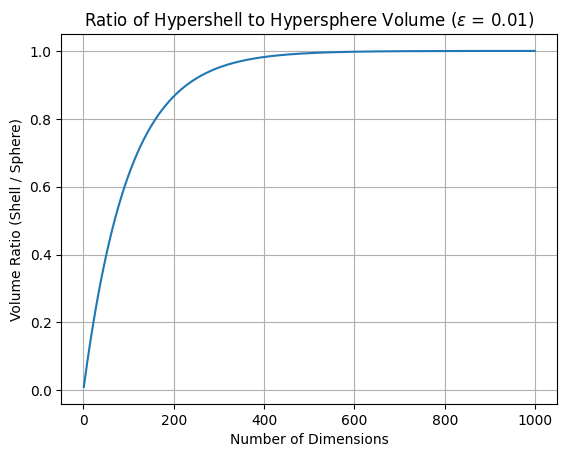 Ratio of Hypershell to Hypersphere Volume (ε = 0.01)
Volume Ratio (Shell / Sphere)
1.0
0.8
0.6
0.4
0.2
0.0
0 200 400 600 800 1000
Number of Dimensions